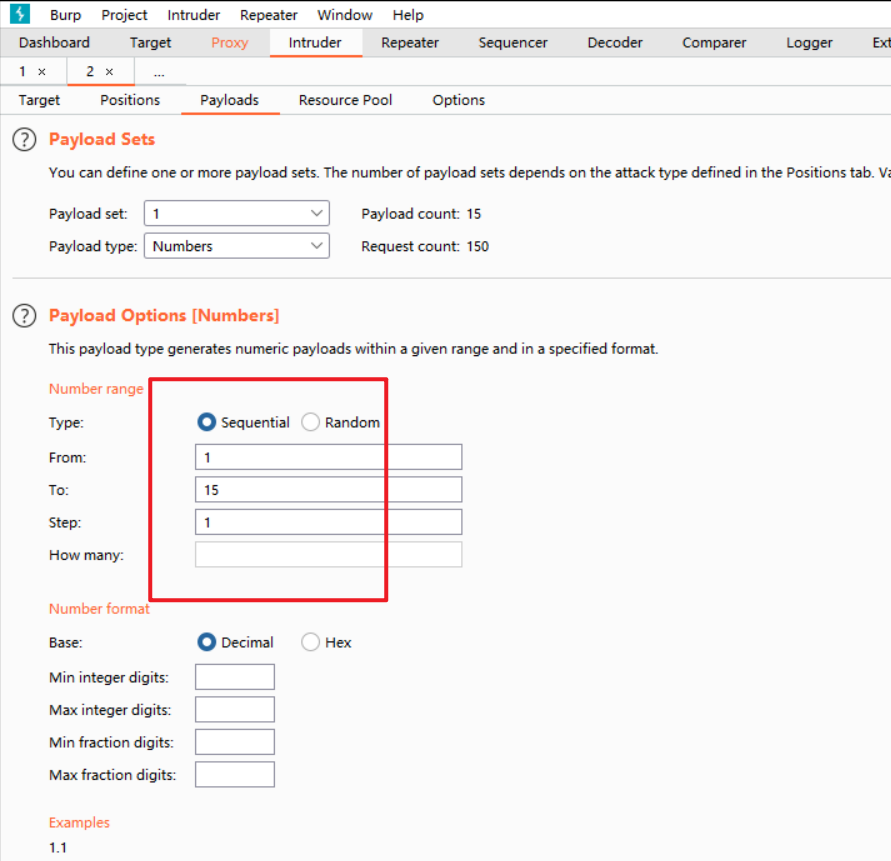 Burp Project Intruder Repeater Window Help
Dashboard Target Proxy Intruder Repeater Sequencer Decoder Comparer Logger Ext
1 × 2 × ...
Target Positions Payloads Resource Pool Options
? Payload Sets
You can define one or more payload sets. The number of payload sets depends on the attack type defined in the Positions tab. Va
Payload set: 1 Payload count: 15
Payload type: Numbers Request count: 150
? Payload Options [Numbers]
This payload type generates numeric payloads within a given range and in a specified format.
Number range
Type: Sequential Random
From: 1
To: 15
Step: 1
How many:
Number format
Base: Decimal Hex
Min integer digits:
Max integer digits:
Min fraction digits:
Max fraction digits:
Examples
1.1